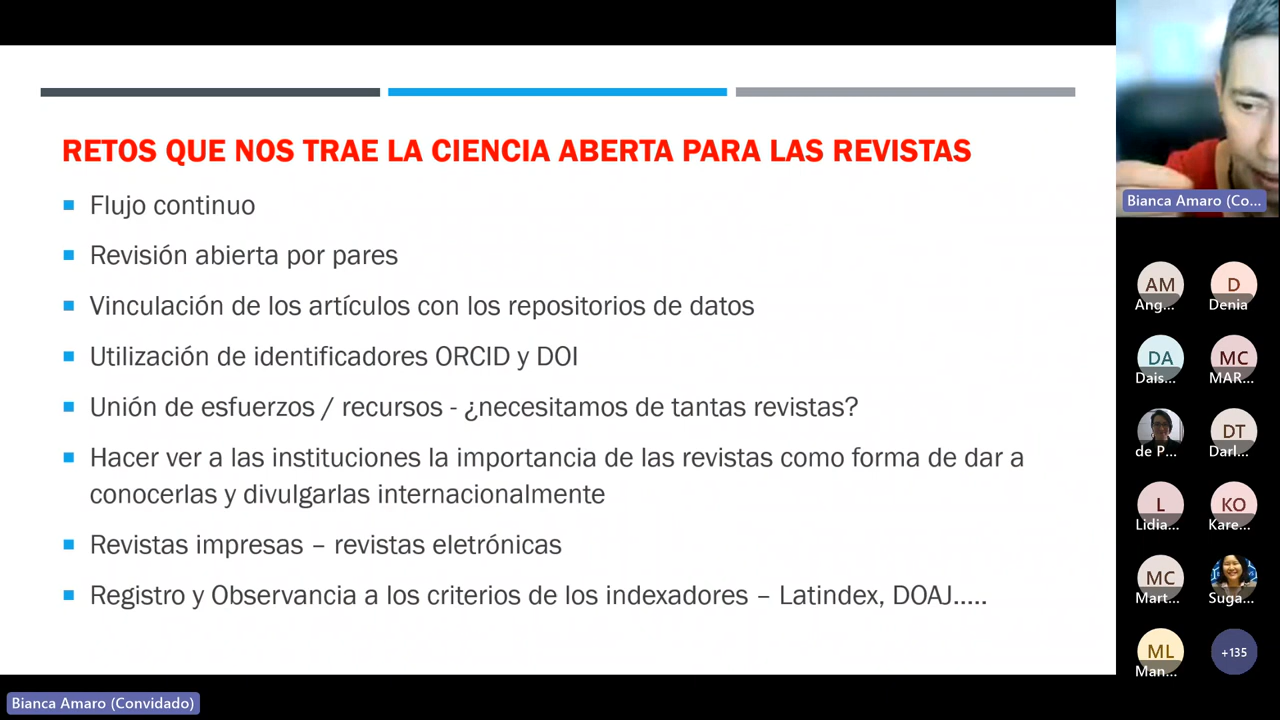 RETOS QUE NOS TRAE LA CIENCIA ABERTA PARA LAS REVISTAS
Flujo continuo
Revisión abierta por pares
Vinculación de los artículos con los repositorios de datos
Utilización de identificadores ORCID y DOI
Unión de esfuerzos / recursos - ¿necesitamos de tantas revistas?
Hacer ver a las instituciones la importancia de las revistas como forma de dar a
conocerlas y divulgarlas internacionalmente
Revistas impresas – revistas eletrónicas
Registro y Observancia a los criterios de los indexadores – Latindex, DOAJ.....
Bianca Amaro (Convidado)
Bianca Amaro (Co...
AM D
Ang... Denia
DA MC
Dais... MAR...
DT
de P... Darl...
L KO
Lidia... Kare...
MC
Mart... Suga...
ML +135
Man...